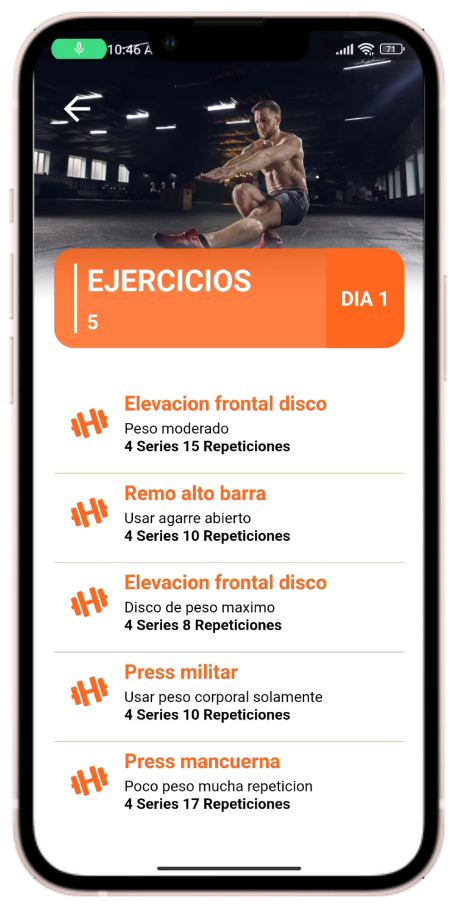 10:46 A
71
EJERCICIOS
5
DIA 1
Elevacion frontal disco
Peso moderado
4 Series 15 Repeticiones
Remo alto barra
Usar agarre abierto
4 Series 10 Repeticiones
Elevacion frontal disco
Disco de peso maximo
4 Series 8 Repeticiones
Press militar
Usar peso corporal solamente
4 Series 10 Repeticiones
Press mancuerna
Poco peso mucha repeticion
4 Series 17 Repeticiones